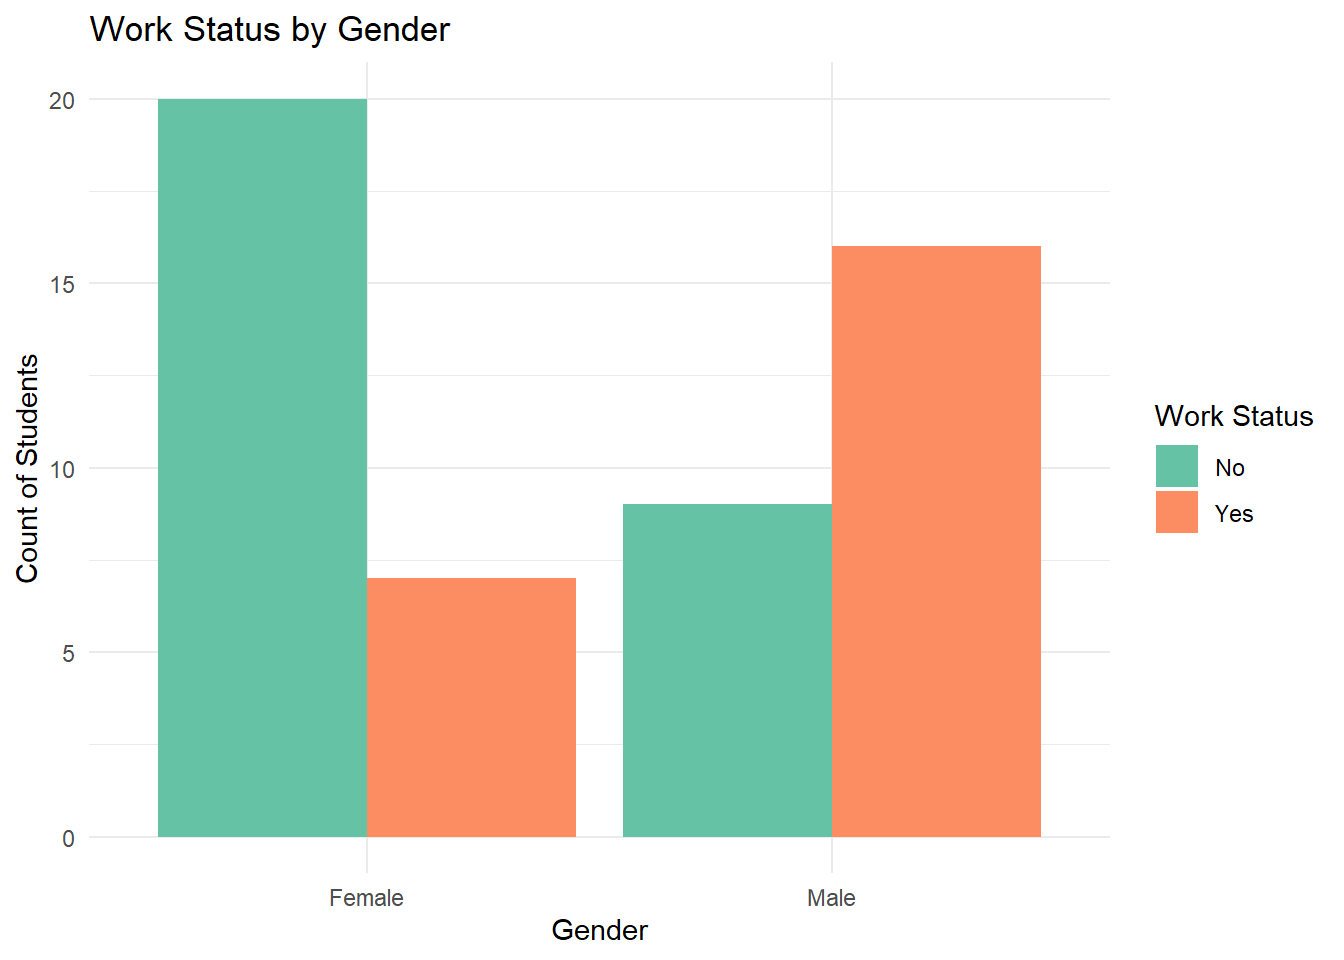 Work Status by Gender
20
15
10
5
0
Count of Students
Female
Male
Gender
Work Status
No
Yes